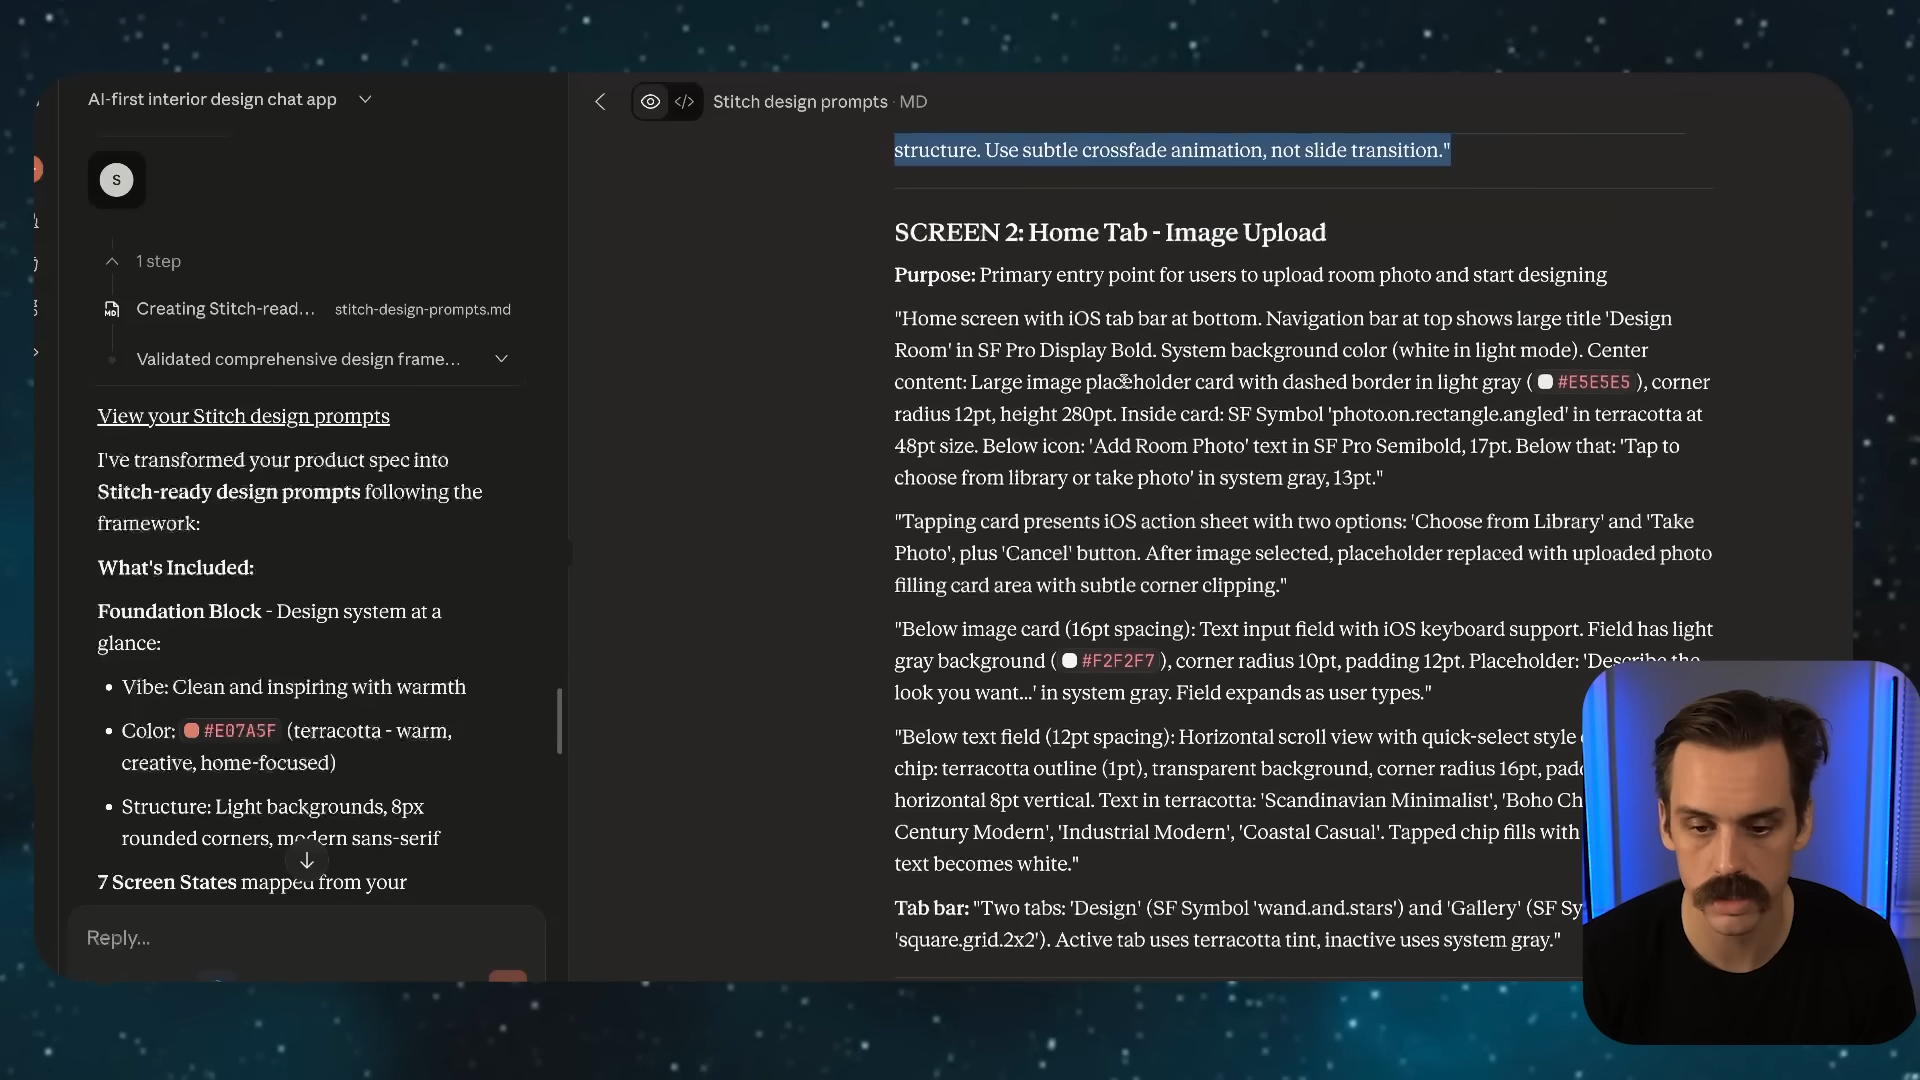 AI-first interior design chat app
S
1 step
Creating Stitch-read... stitch-design-prompts.md
Validated comprehensive design frame...
View your Stitch design prompts
I've transformed your product spec into
Stitch-ready design prompts following the
framework:
What's Included:
Foundation Block - Design system at a
glance:
• Vibe: Clean and inspiring with warmth
• Color: #E07A5F (terracotta - warm,
creative, home-focused)
• Structure: Light backgrounds, 8px
rounded corners, modern sans-serif
7 Screen States mapped from your
Reply...
Stitch design prompts · MD
structure. Use subtle crossfade animation, not slide transition."
SCREEN 2: Home Tab - Image Upload
Purpose: Primary entry point for users to upload room photo and start designing
"Home screen with iOS tab bar at bottom. Navigation bar at top shows large title 'Design
Room' in SF Pro Display Bold. System background color (white in light mode). Center
content: Large image placeholder card with dashed border in light gray ( #E5E5E5 ), corner
radius 12pt, height 280pt. Inside card: SF Symbol 'photo.on.rectangle.angled' in terracotta at
48pt size. Below icon: 'Add Room Photo' text in SF Pro Semibold, 17pt. Below that: 'Tap to
choose from library or take photo' in system gray, 13pt."
"Tapping card presents iOS action sheet with two options: 'Choose from Library' and 'Take
Photo', plus 'Cancel' button. After image selected, placeholder replaced with uploaded photo
filling card area with subtle corner clipping."
"Below image card (16pt spacing): Text input field with iOS keyboard support. Field has light
gray background ( #F2F2F7 ), corner radius 10pt, padding 12pt. Placeholder: 'Describe the
look you want...' in system gray. Field expands as user types."
"Below text field (12pt spacing): Horizontal scroll view with quick-select style
chip: terracotta outline (1pt), transparent background, corner radius 16pt,
horizontal 8pt vertical. Text in terracotta: 'Scandinavian Minimalist', 'Boho
Century Modern', 'Industrial Modern', 'Coastal Casual'. Tapped chip fills with
text becomes white."
Tab bar: "Two tabs: 'Design' (SF Symbol 'wand.and.stars') and 'Gallery' (SF
'square.grid.2x2'). Active tab uses terracotta tint, inactive uses system gray."